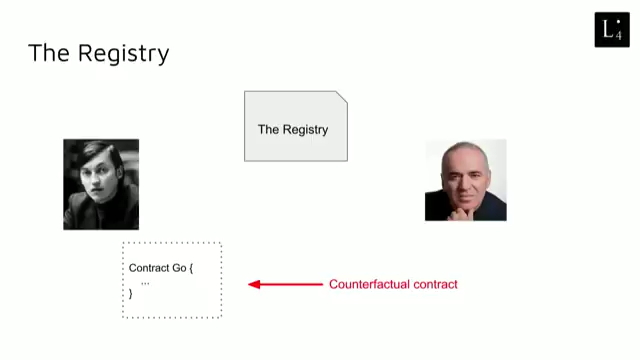 The Registry
L4
The Registry
Contract Go {
...
}
Counterfactual contract